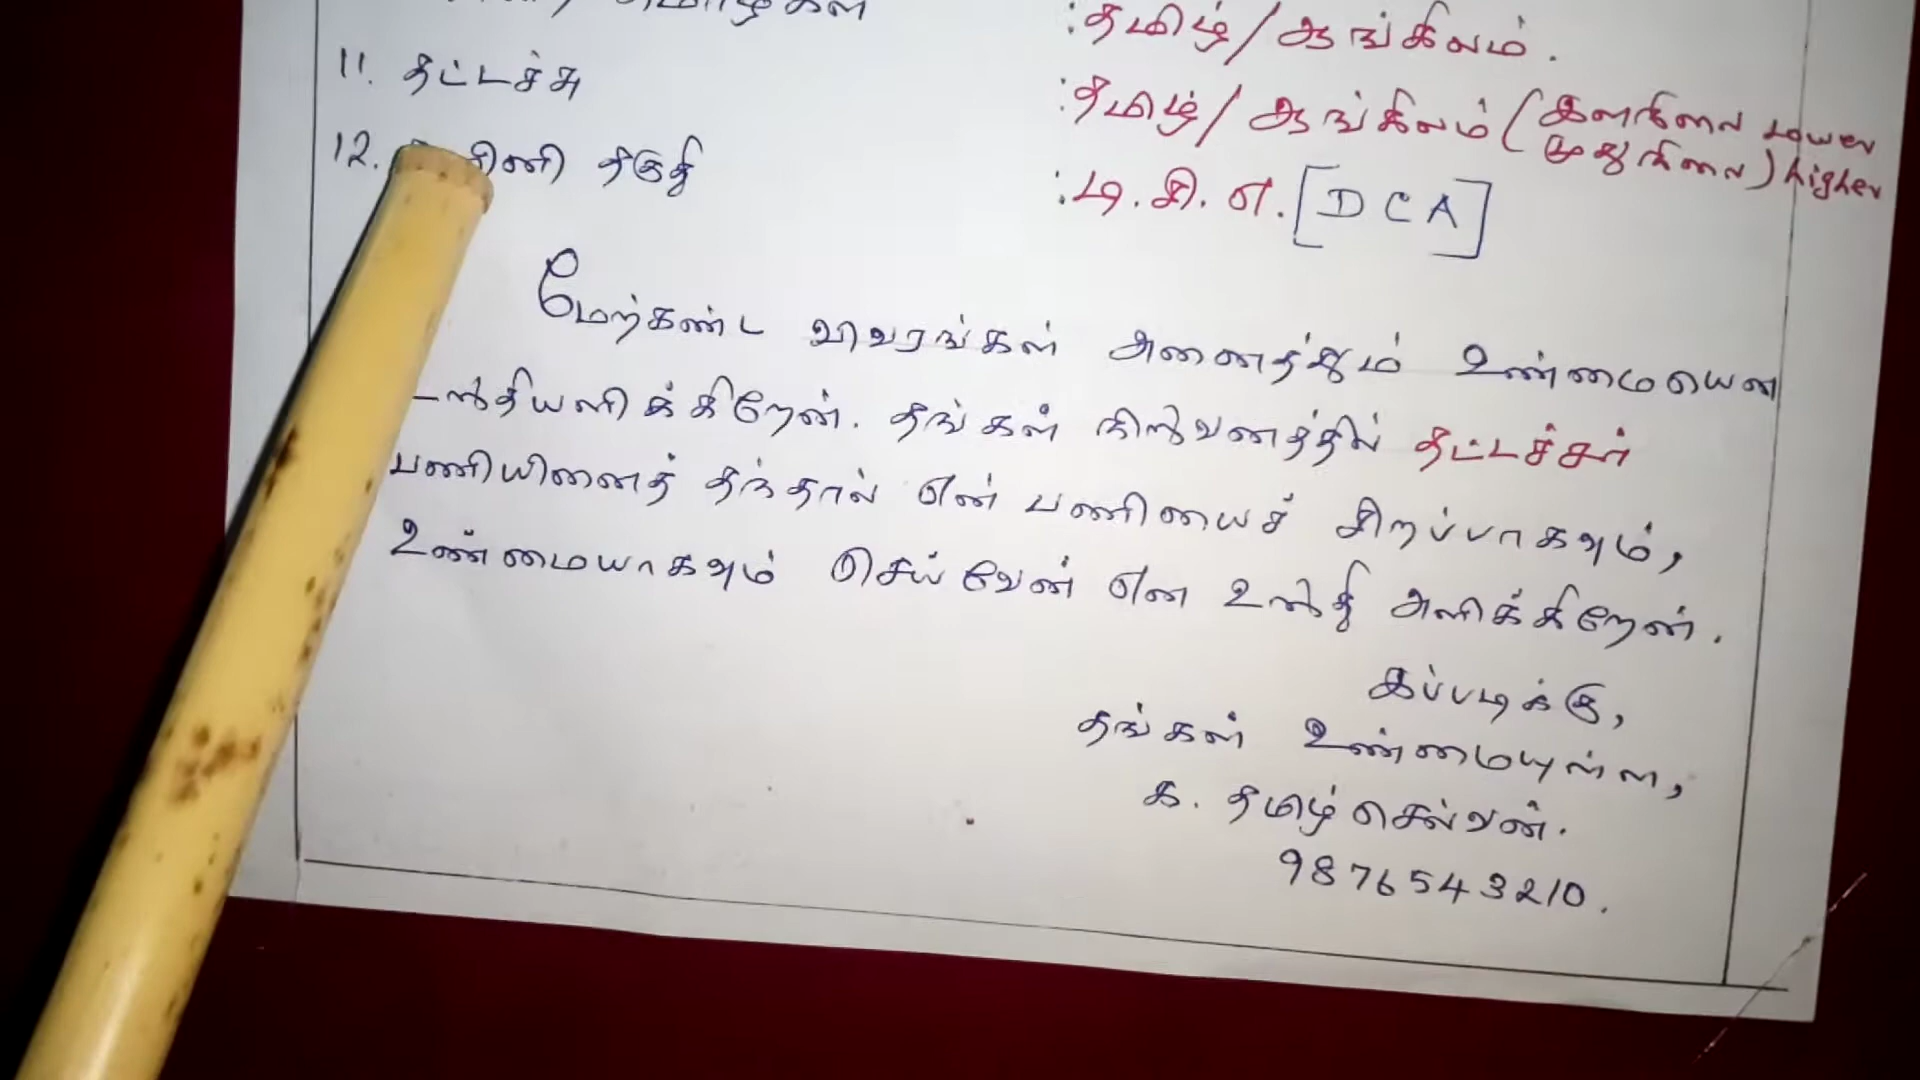 : தமிழ் / ஆங்கிலம்.
11. தட்டச்சு : தமிழ் / ஆங்கிலம் (இளநிலை lower
முதுநிலை) higher
12. தகுதி : டி.சி.எ. [DCA]
மேற்கண்ட விவரங்கள் அனைத்தும் உண்மையென
உறுதியளிக்கிறேன். தங்கள் நிறுவனத்தில் தட்டச்சர்
பணியினைத் தந்தால் என் பணியைச் சிறப்பாகவும்,
உண்மையாகவும் செய்வேன் என உறுதி அளிக்கிறேன்.
இப்படிக்கு,
தங்கள் உண்மையுள்ள,
க. தமிழ்செல்வன்.
9876543210.